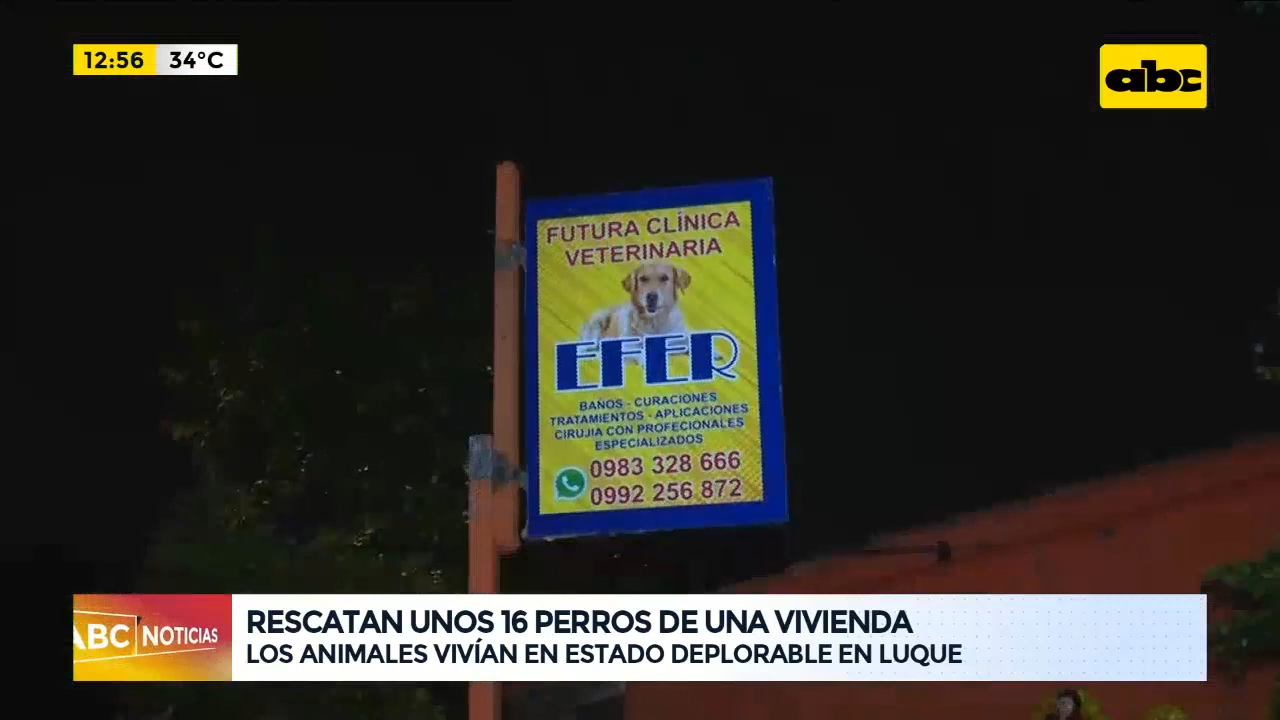 12:56 34°C
abc
FUTURA CLÍNICA
VETERINARIA
EFER
BAÑOS - CURACIONES
TRATAMIENTOS - APLICACIONES
CIRUJIA CON PROFECIONALES
ESPECIALIZADOS
0983 328 666
0992 256 872
ABC NOTICIAS
RESCATAN UNOS 16 PERROS DE UNA VIVIENDA
LOS ANIMALES VIVÍAN EN ESTADO DEPLORABLE EN LUQUE